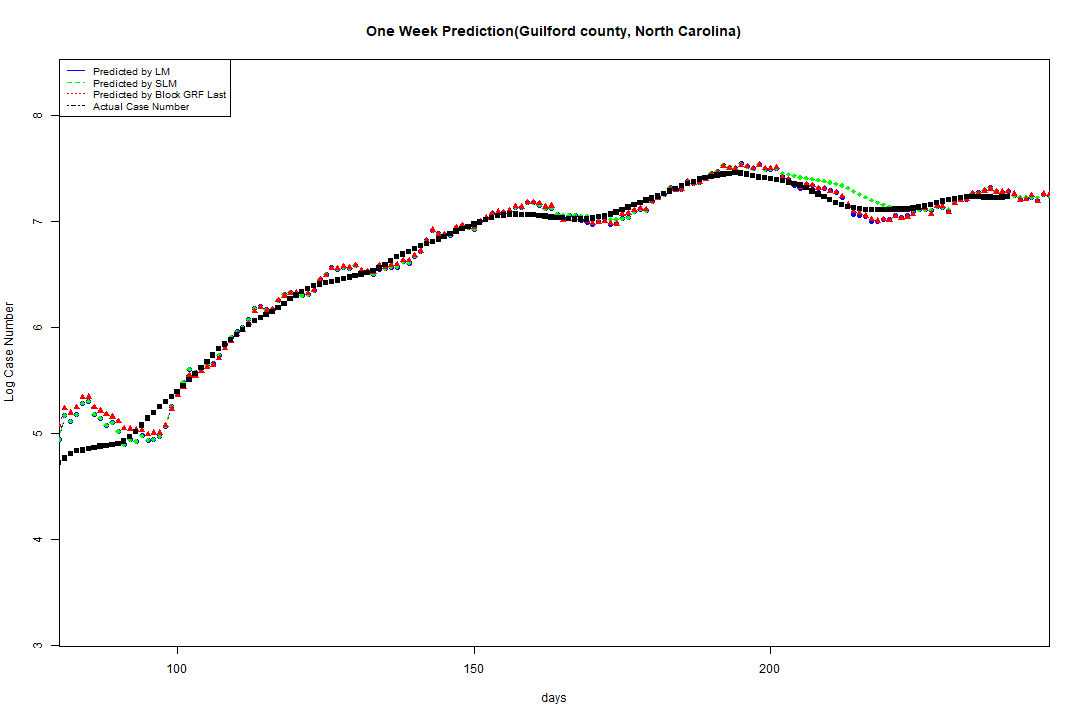 One Week Prediction(Guilford county, North Carolina)
Predicted by LM
Predicted by SLM
Predicted by Block GRF Last
Actual Case Number
8
7
6
5
4
3
Log Case Number
100 150 200
days